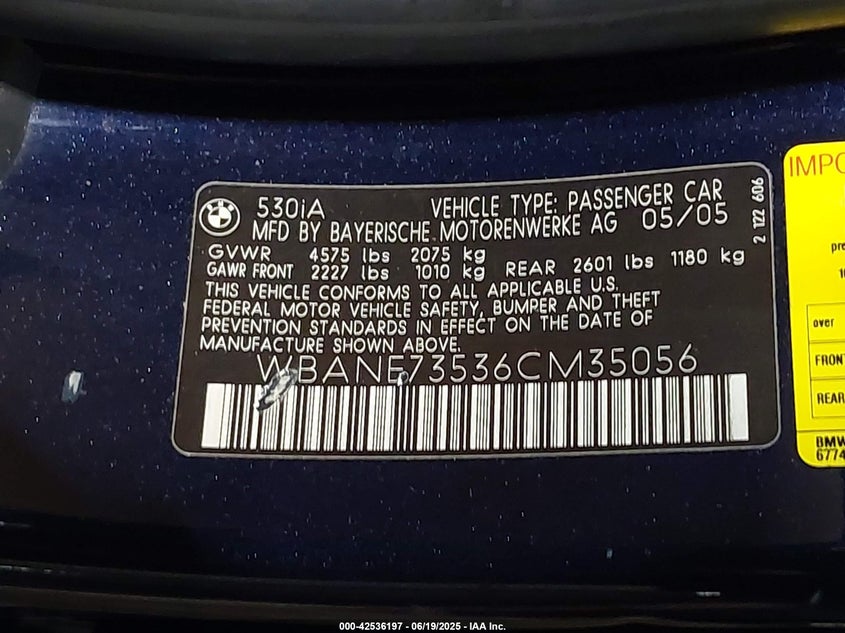 530iA VEHICLE TYPE: PASSENGER CAR
MFD BY BAYERISCHE MOTORENWERKE AG 05/05
GVWR 4575 lbs 2075 kg
GAWR FRONT 2227 lbs 1010 kg REAR 2601 lbs 1180 kg
THIS VEHICLE CONFORMS TO ALL APPLICABLE U.S.
FEDERAL MOTOR VEHICLE SAFETY, BUMPER AND THEFT
PREVENTION STANDARDS IN EFFECT ON THE DATE OF
MANUFACTURE SHOWN ABOVE.
WBANE73536CM35056
2 122 606
IMPO
pre
over
FRON
REAR
BMW
6774
000-42536197 - 06/19/2025 - IAA Inc.